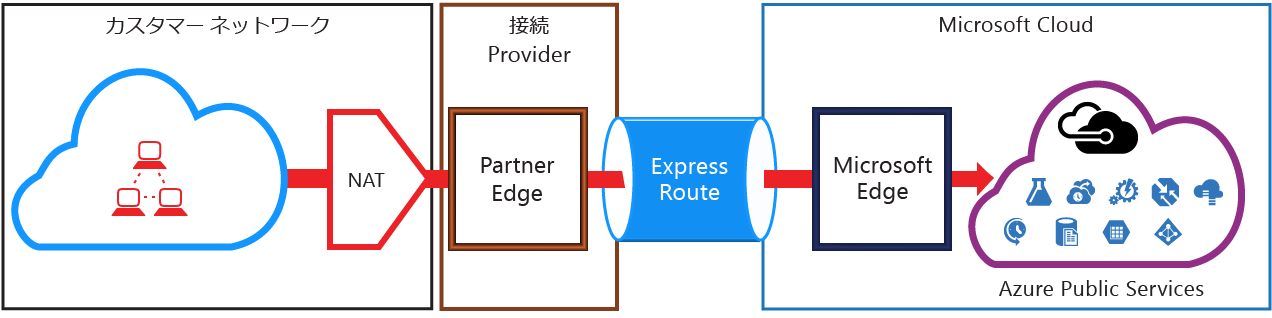 カスタマー ネットワーク
接続
Provider
Microsoft Cloud
NAT
Partner
Edge
Express
Route
Microsoft
Edge
Azure Public Services